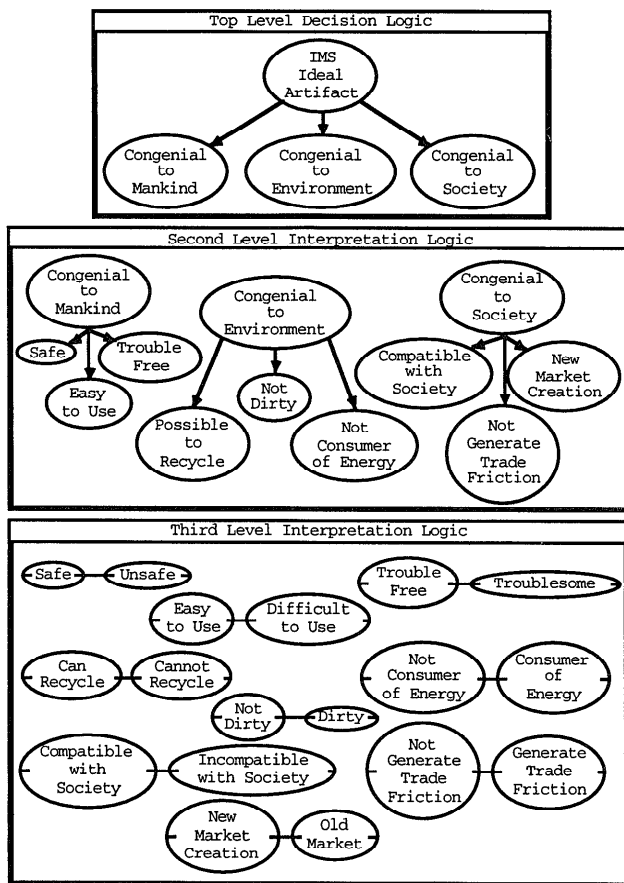 Top Level Decision Logic
IMS
Ideal
Artifact
Congenial
to
Mankind
Congenial
to
Environment
Congenial
to
Society
Second Level Interpretation Logic
Congenial
to
Mankind
Safe
Trouble
Free
Easy
to Use
Congenial to
Environment
Not
Dirty
Possible
to
Recycle
Not
Consumer
of Energy
Congenial
to
Society
Compatible
with
Society
New
Market
Creation
Not
Generate
Trade
Friction
Third Level Interpretation Logic
Safe
Unsafe
Trouble
Free
Troublesome
Easy
to Use
Difficult
to Use
Can
Recycle
Cannot
Recycle
Not
Consumer
of Energy
Consumer
of
Energy
Not
Dirty
Dirty
Compatible
with
Society
Incompatible
with Society
Not
Generate
Trade
Friction
Generate
Trade
Friction
New
Market
Creation
Old
Market